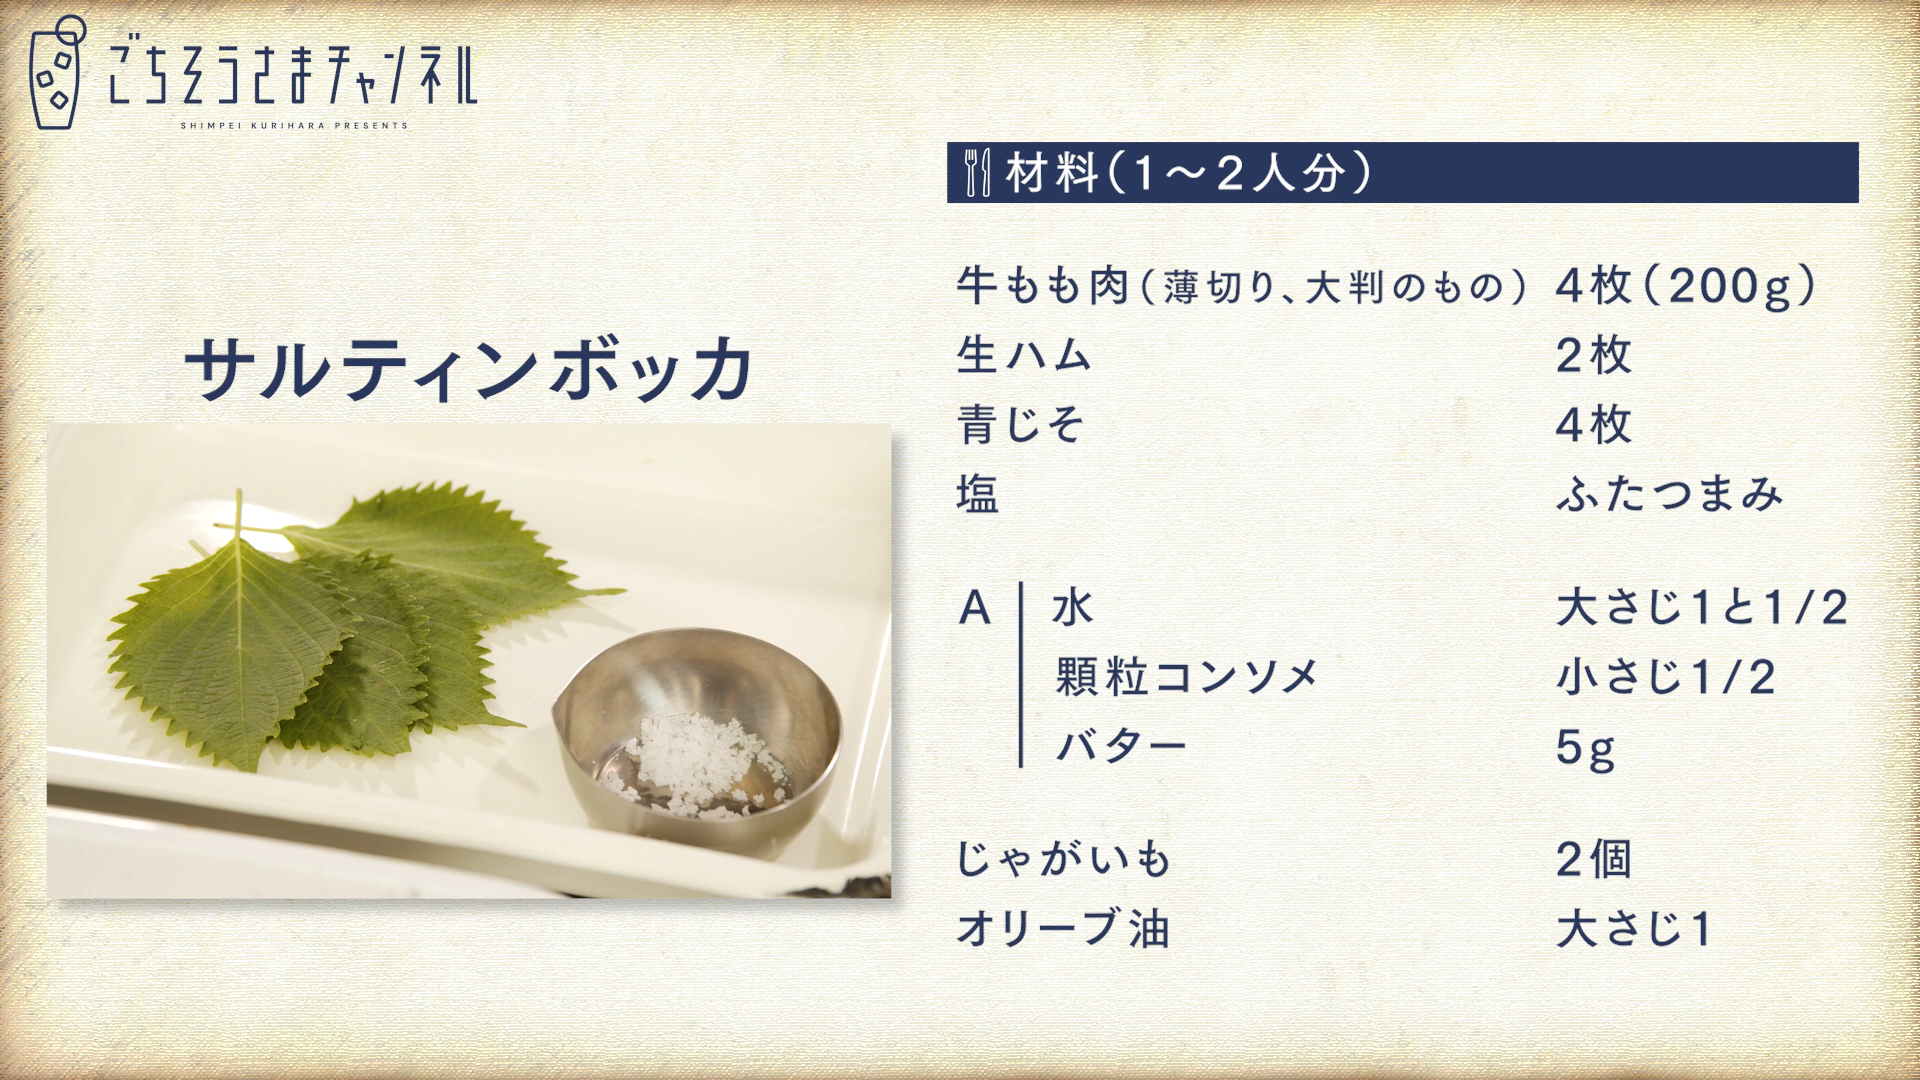 ごちそうさまチャンネル
SHIMPEI KURIHARA PRESENTS
サルティンボッカ
材料(1〜2人分)
牛もも肉(薄切り、大判のもの) 4枚(200g)
生ハム 2枚
青じそ 4枚
塩 ふたつまみ
A 水 大さじ1と1/2
顆粒コンソメ 小さじ1/2
バター 5g
じゃがいも 2個
オリーブ油 大さじ1